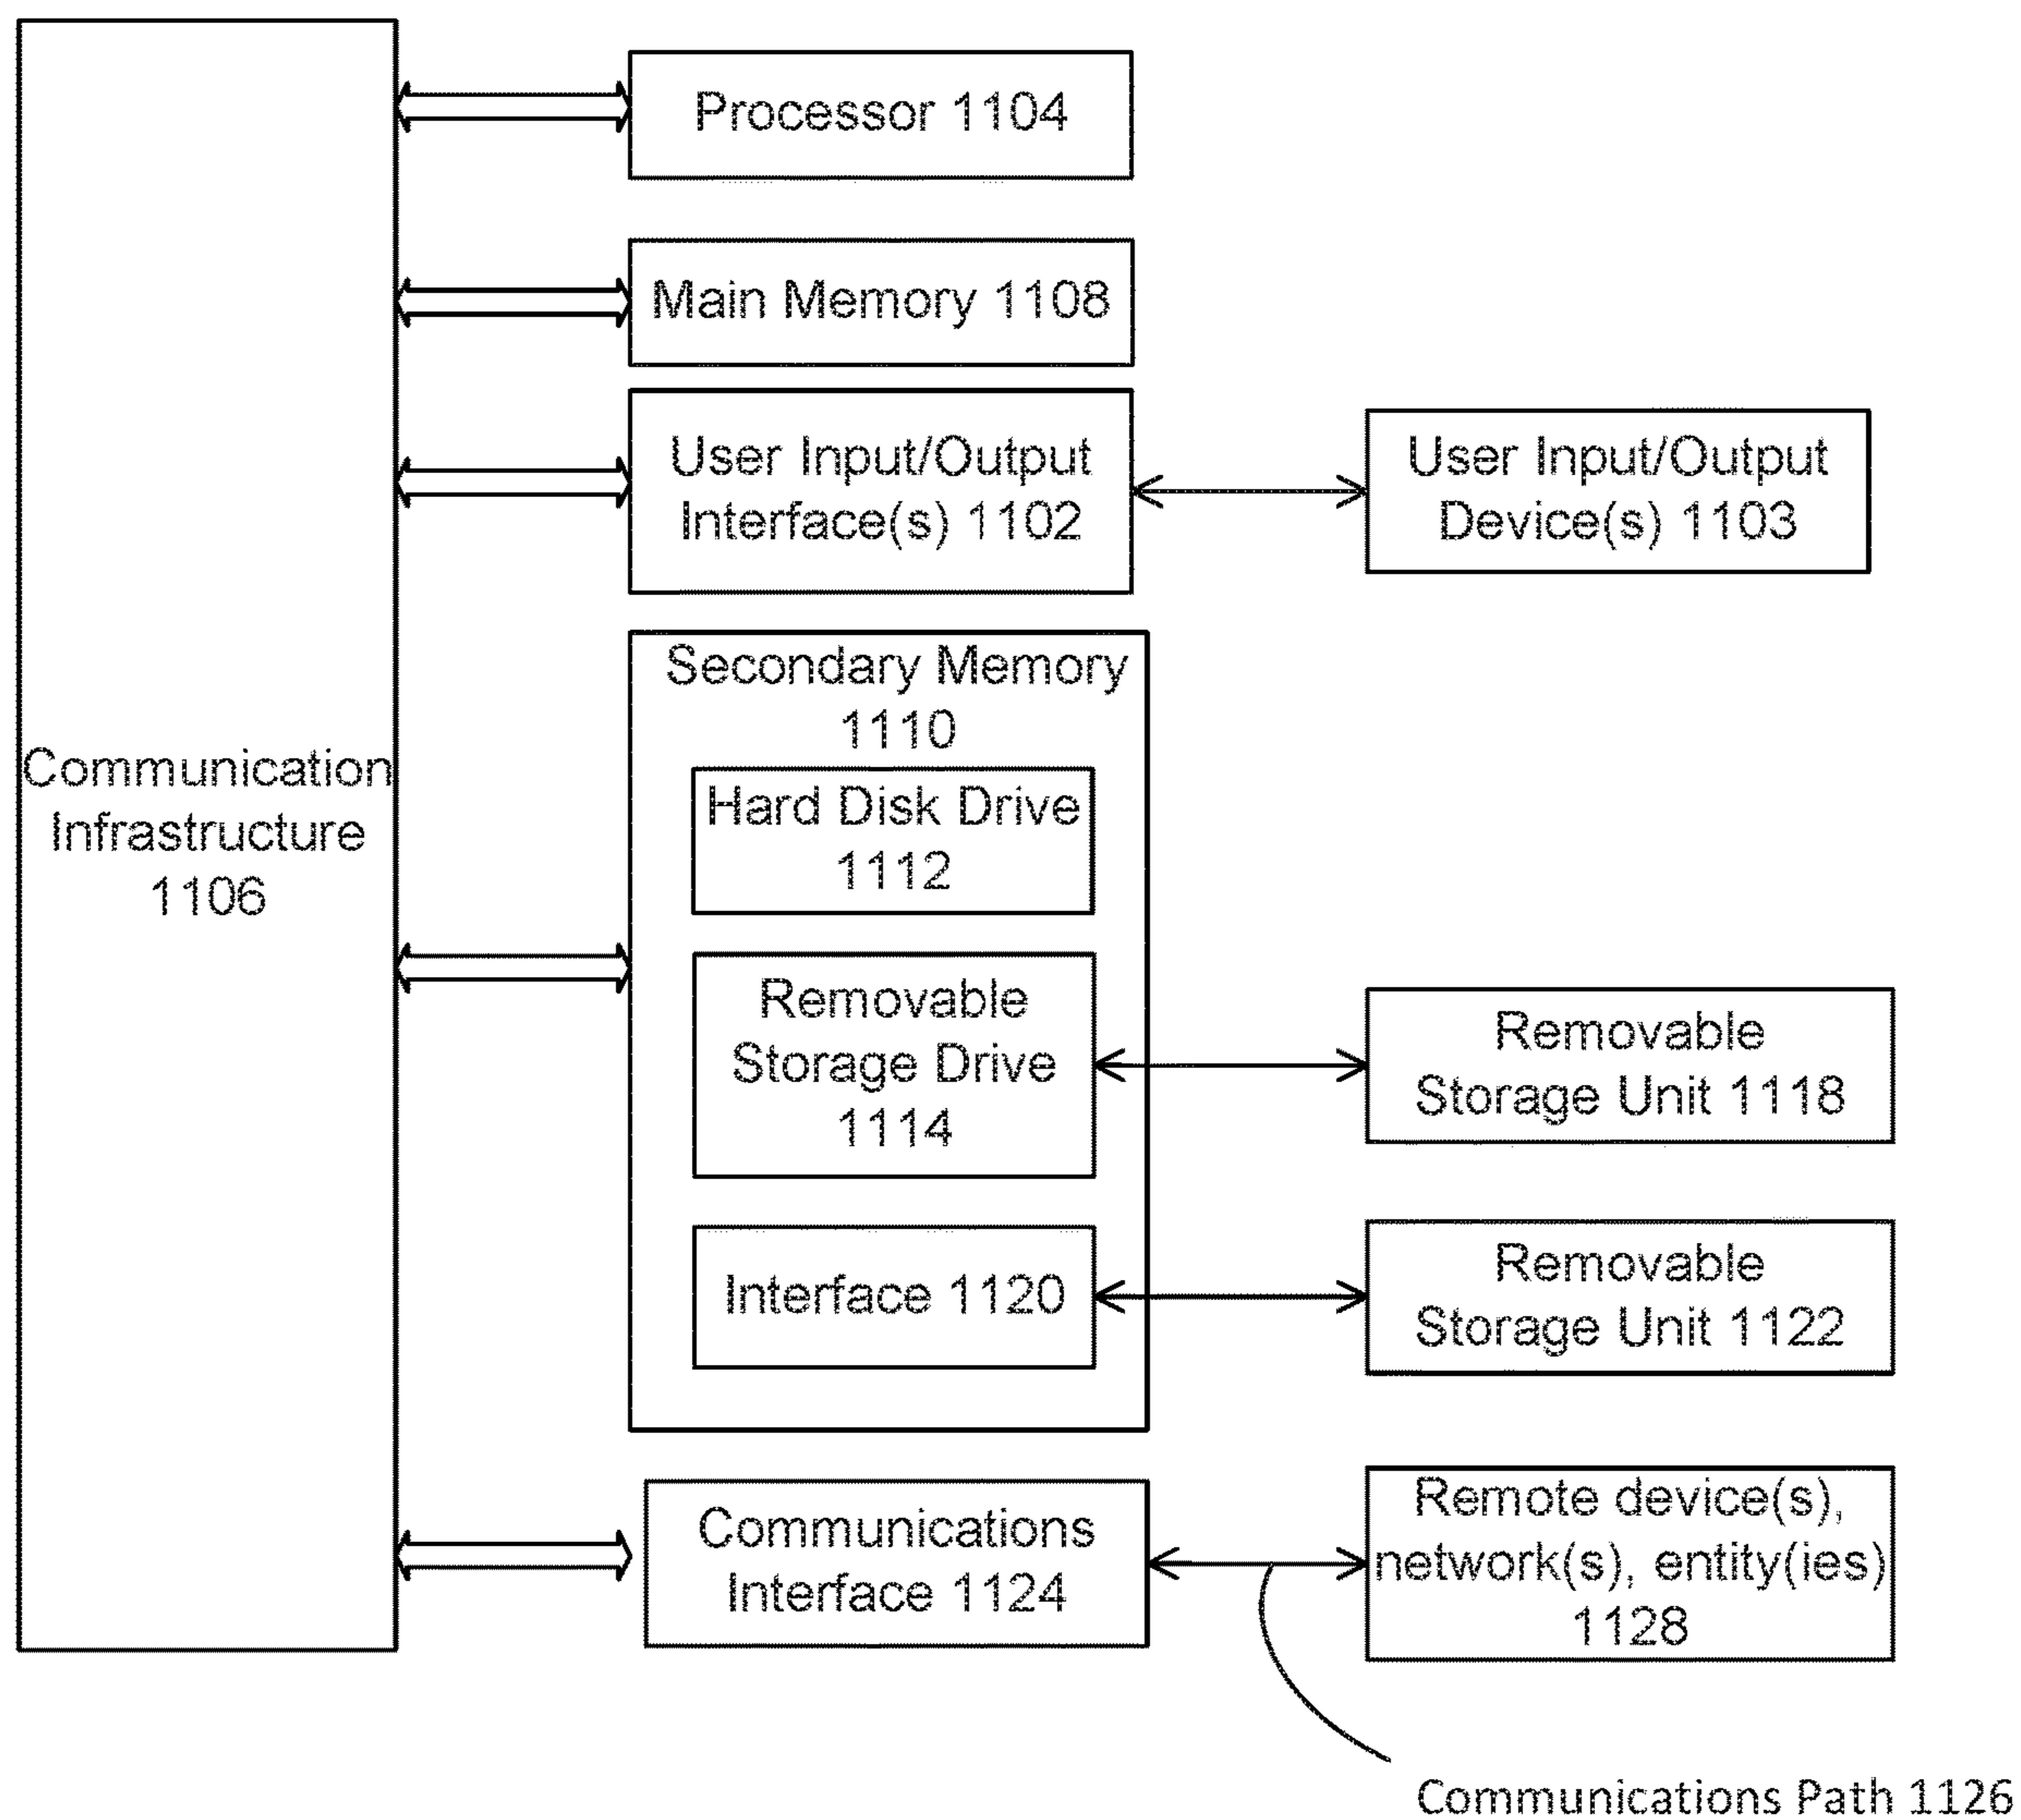 Processor 1104
Main Memory 1108
User Input/Output
Interface(s) 1102
User Input/Output
Device(s) 1103
Communication
Infrastructure
1106
Secondary Memory
1110
Hard Disk Drive
1112
Removable
Storage Drive
1114
Removable
Storage Unit 1118
Interface 1120
Removable
Storage Unit 1122
Communications
Interface 1124
Remote device(s),
network(s), entity(ies)
1128
Communications Path 1126